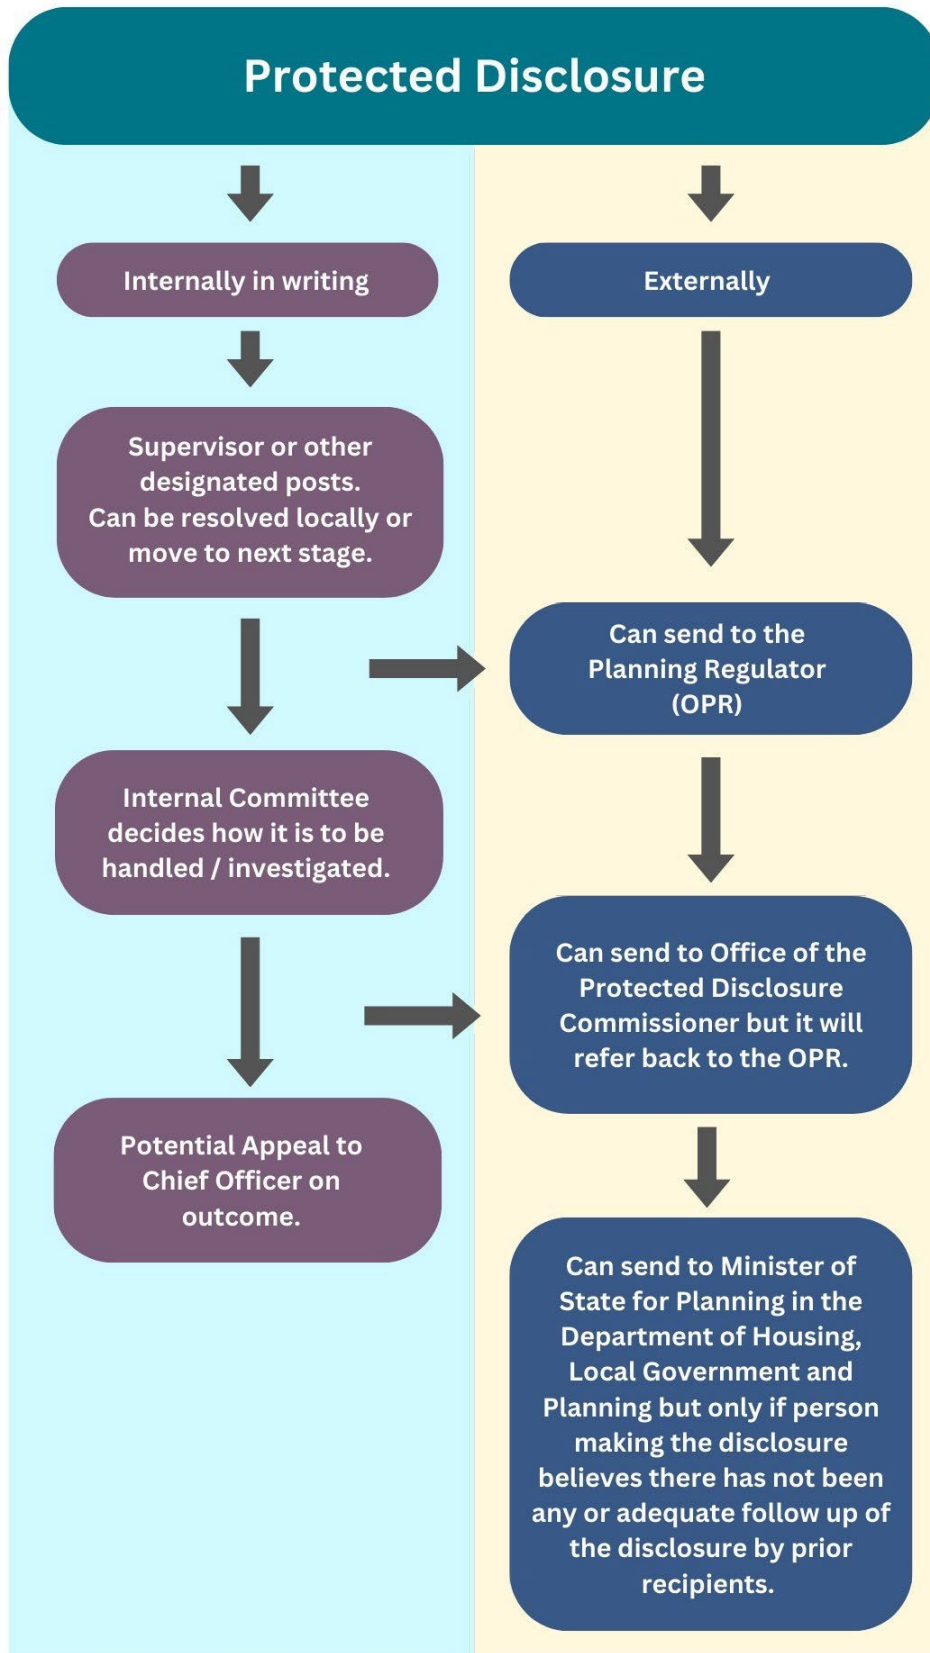 Protected Disclosure
Internally in writing
Supervisor or other
designated posts.
Can be resolved locally or
move to next stage.
Internal Committee
decides how it is to be
handled / investigated.
Potential Appeal to
Chief Officer on
outcome.
Externally
Can send to the
Planning Regulator
(OPR)
Can send to Office of the
Protected Disclosure
Commissioner but it will
refer back to the OPR.
Can send to Minister of
State for Planning in the
Department of Housing,
Local Government and
Planning but only if person
making the disclosure
believes there has not been
any or adequate follow up of
the disclosure by prior
recipients.